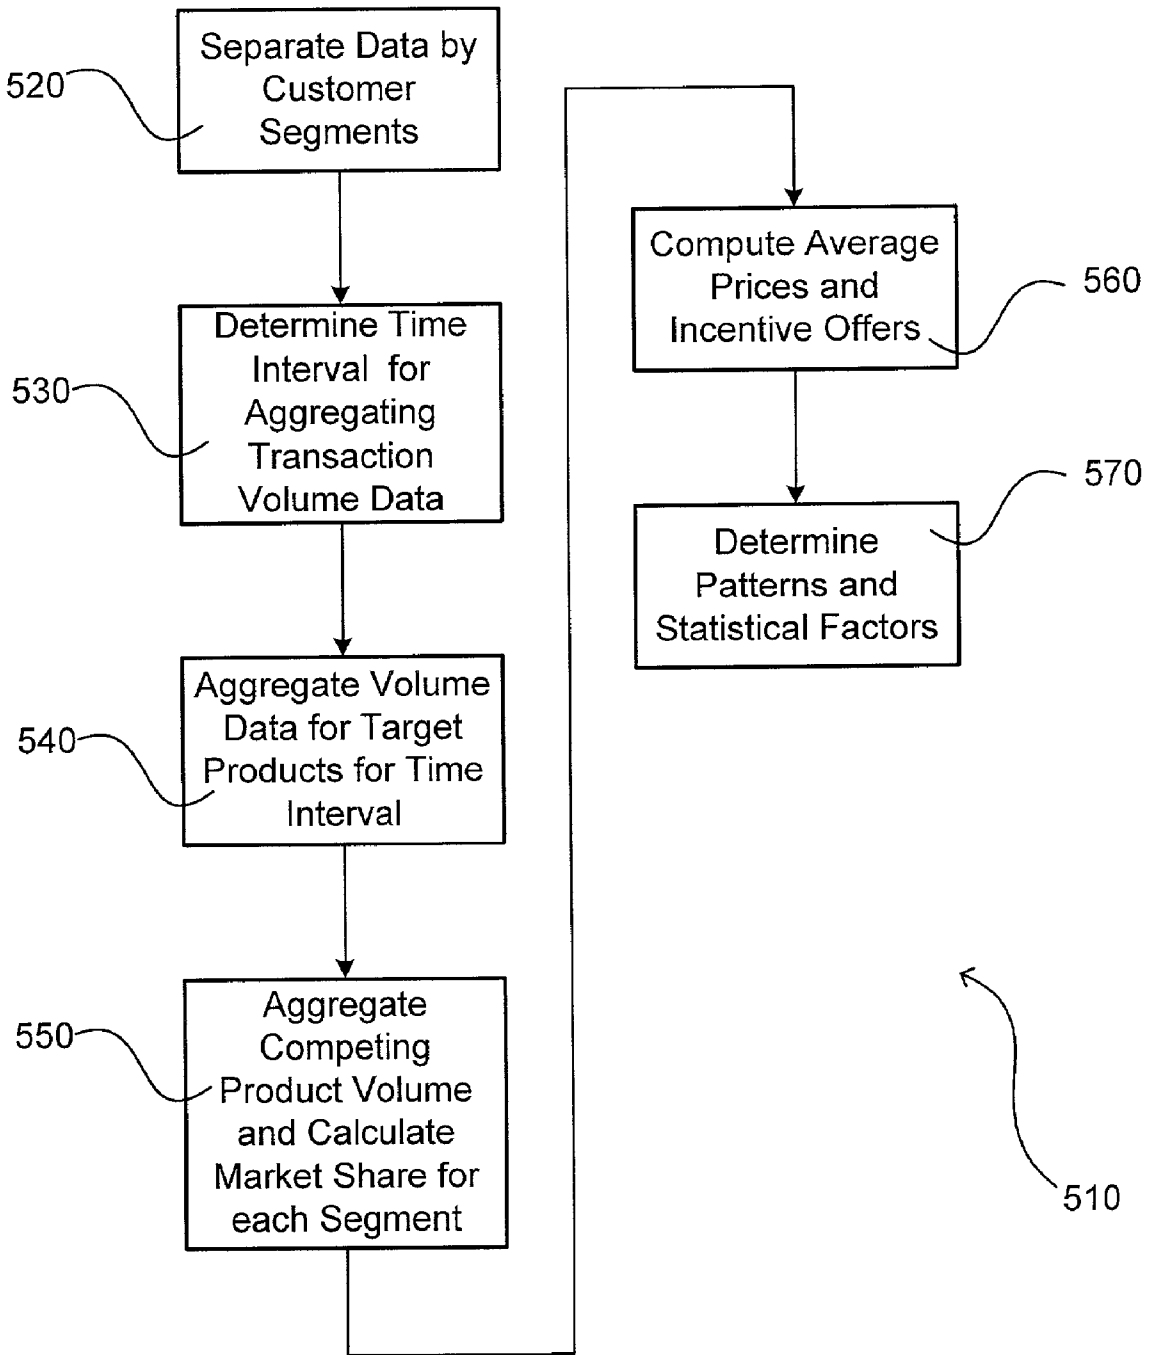 520
Separate Data by
Customer
Segments
530
Determine Time
Interval for
Aggregating
Transaction
Volume Data
540
Aggregate Volume
Data for Target
Products for Time
Interval
550
Aggregate
Competing
Product Volume
and Calculate
Market Share for
each Segment
Compute Average
Prices and
Incentive Offers
560
Determine
Patterns and
Statistical Factors
570
510